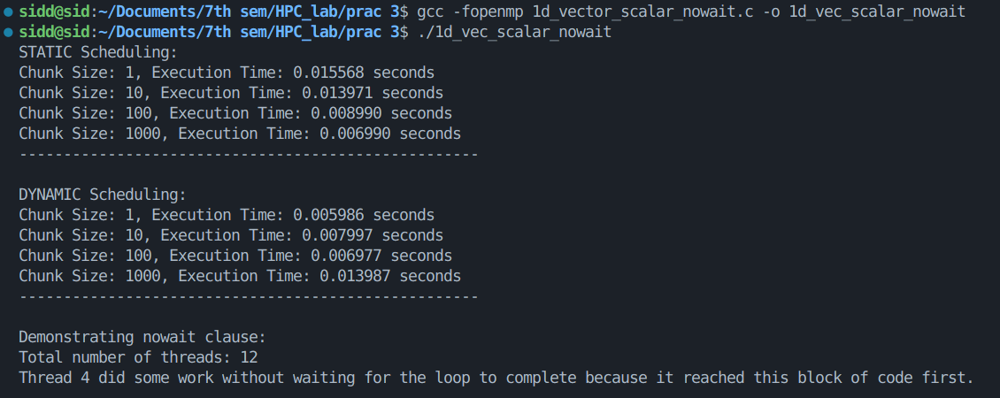 sidd@sid:~/Documents/7th sem/HPC_lab/prac 3$ gcc -fopenmp 1d_vector_scalar_nowait.c -o 1d_vec_scalar_nowait
sidd@sid:~/Documents/7th sem/HPC_lab/prac 3$ ./1d_vec_scalar_nowait
STATIC Scheduling:
Chunk Size: 1, Execution Time: 0.015568 seconds
Chunk Size: 10, Execution Time: 0.013971 seconds
Chunk Size: 100, Execution Time: 0.008990 seconds
Chunk Size: 1000, Execution Time: 0.006990 seconds
----------------------------------------------------
DYNAMIC Scheduling:
Chunk Size: 1, Execution Time: 0.005986 seconds
Chunk Size: 10, Execution Time: 0.007997 seconds
Chunk Size: 100, Execution Time: 0.006977 seconds
Chunk Size: 1000, Execution Time: 0.013987 seconds
----------------------------------------------------
Demonstrating nowait clause:
Total number of threads: 12
Thread 4 did some work without waiting for the loop to complete because it reached this block of code first.